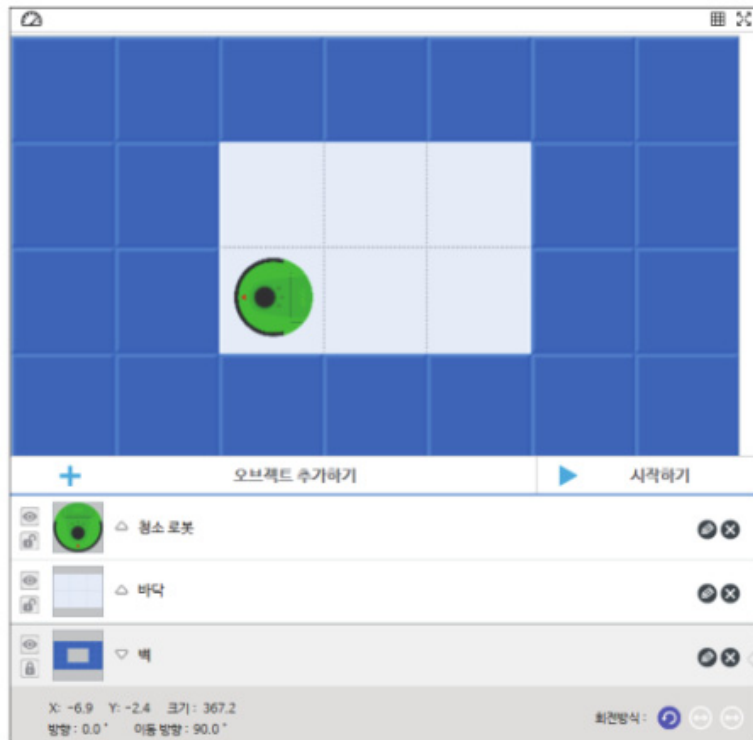 오브젝트 추가하기
시작하기
청소 로봇
바닥
벽
X: -6.9 Y: -2.4 크기: 367.2
방향: 0.0° 이동 방향: 90.0° 회전방식: